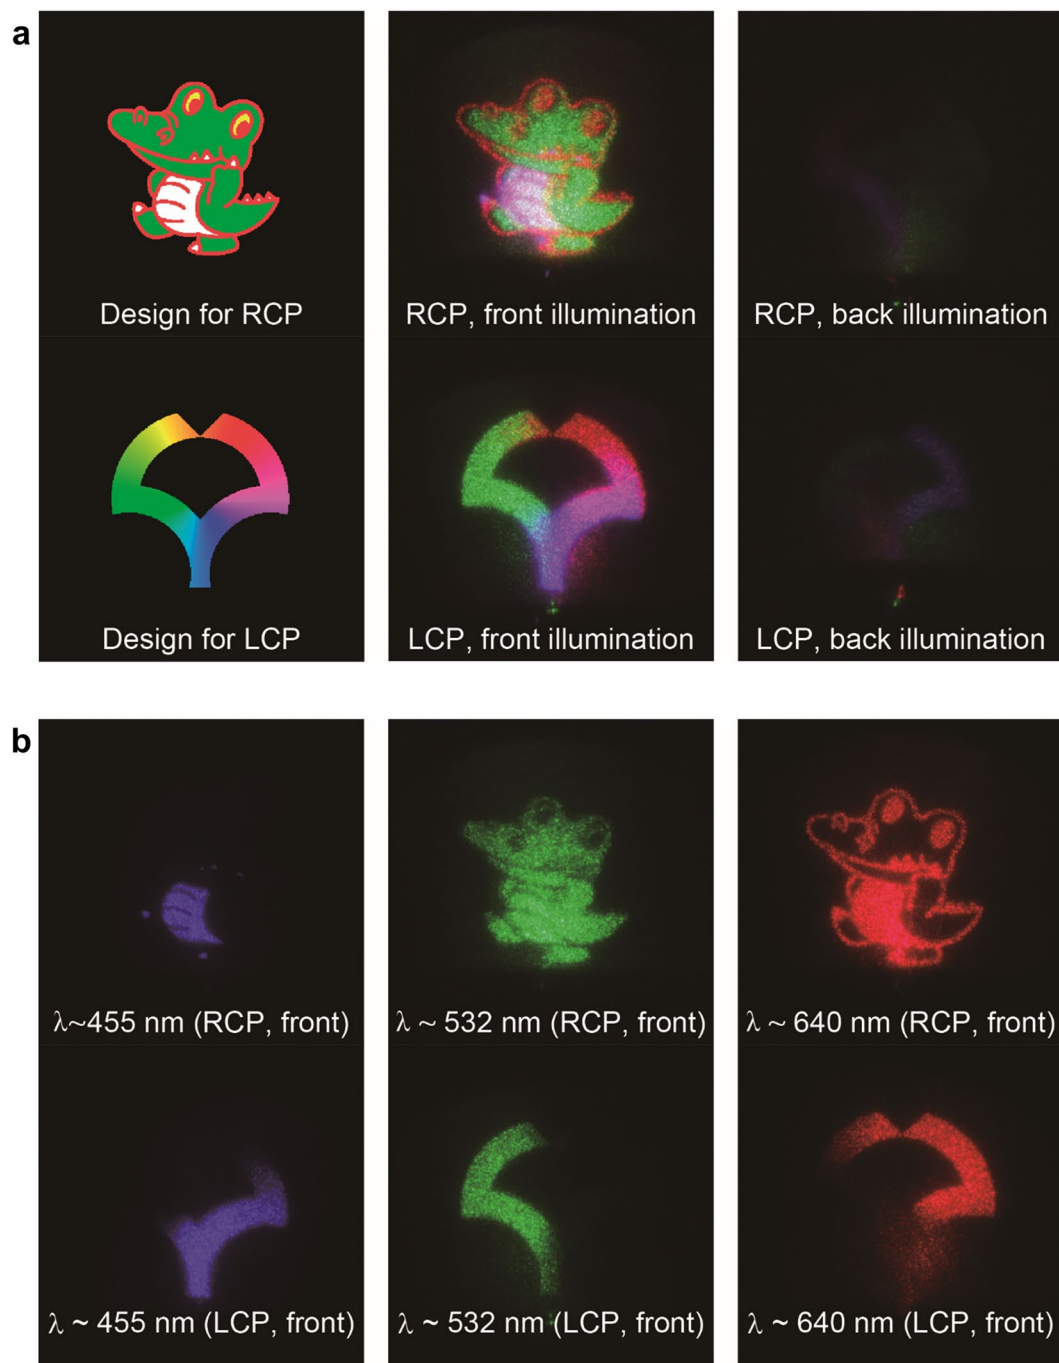 a
Design for RCP
RCP, front illumination
RCP, back illumination
Design for LCP
LCP, front illumination
LCP, back illumination
b
λ~455 nm (RCP, front)
λ ~ 532 nm (RCP, front)
λ ~ 640 nm (RCP, front)
λ ~ 455 nm (LCP, front)
λ ~ 532 nm (LCP, front)
λ ~ 640 nm (LCP, front)